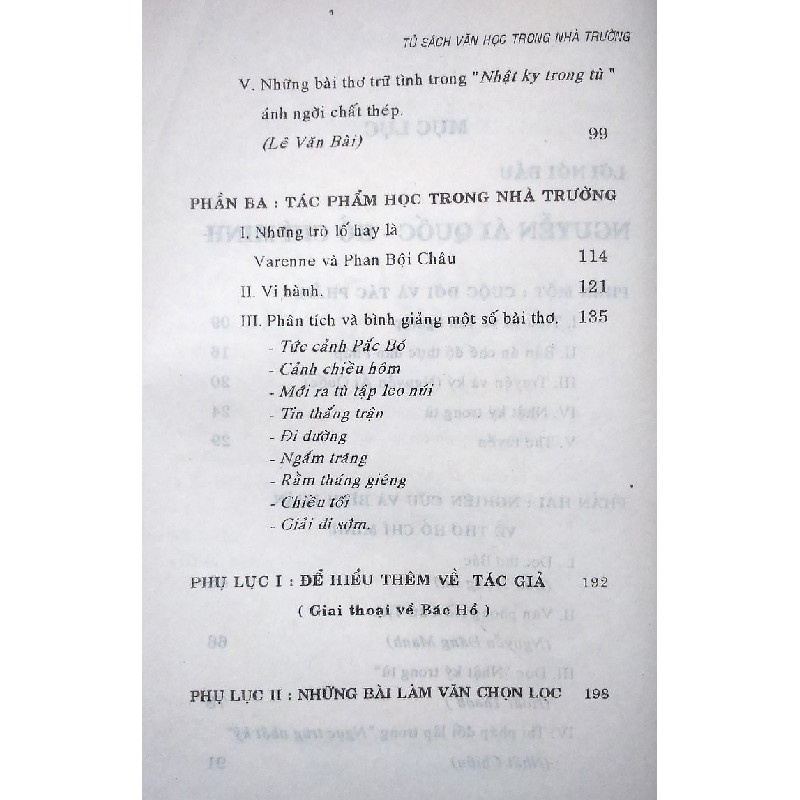 TỦ SÁCH VĂN HỌC TRONG NHÀ TRƯỜNG
V. Những bài thơ trữ tình trong "Nhật ký trong tù"
ánh ngời chất thép. 99
(Lê Văn Bài)
PHẦN BA : TÁC PHẨM HỌC TRONG NHÀ TRƯỜNG
I. Những trò lố hay là
Varenne và Phan Bội Châu 114
II. Vi hành. 121
III. Phân tích và bình giảng một số bài thơ. 135
- Tức cảnh Pắc Bó
- Cảnh chiều hôm
- Mới ra tù tập leo núi
- Tin thắng trận
- Đi đường
- Ngắm trăng
- Rằm tháng giêng
- Chiều tối
- Giải đi sớm.
PHỤ LỤC I : ĐỂ HIỂU THÊM VỀ TÁC GIẢ 192
( Giai thoại về Bác Hồ )
PHỤ LỤC II : NHỮNG BÀI LÀM VĂN CHỌN LỌC 198